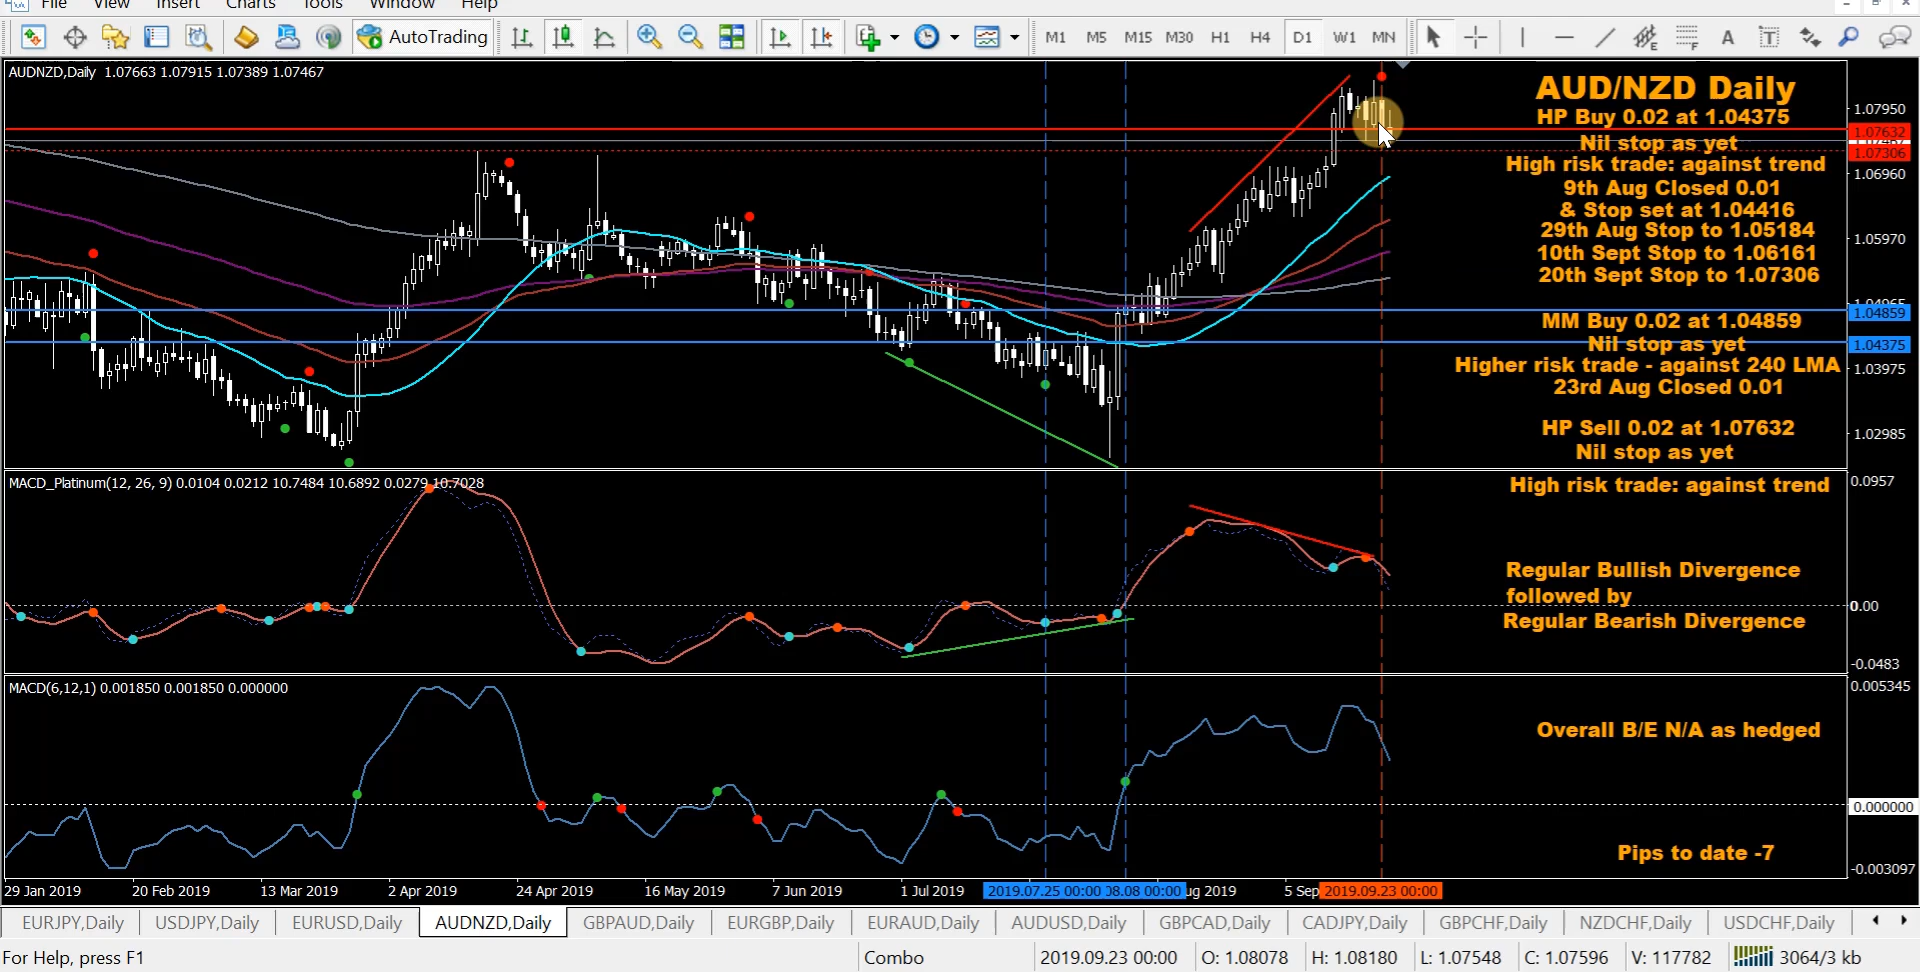 File View Insert Charts Tools Window Help
AutoTrading M1 M5 M15 M30 H1 H4 D1 W1 MN
AUDNZD,Daily 1.07663 1.07915 1.07389 1.07467
AUD/NZD Daily
HP Buy 0.02 at 1.04375
Nil stop as yet
High risk trade: against trend
9th Aug Closed 0.01
& Stop set at 1.04416
29th Aug Stop to 1.05184
10th Sept Stop to 1.06161
20th Sept Stop to 1.07306
MM Buy 0.02 at 1.04859
Nil stop as yet
Higher risk trade - against 240 LMA
23rd Aug Closed 0.01
HP Sell 0.02 at 1.07632
Nil stop as yet
High risk trade: against trend
1.07950
1.07632
1.07306
1.06960
1.05970
1.04859
1.04375
1.03975
1.02985
MACD_Platinum(12, 26, 9) 0.0104 0.0212 10.7484 10.6892 0.0279 10.7028
0.0957
Regular Bullish Divergence
followed by
Regular Bearish Divergence
0.00
-0.0483
MACD(6,12,1) 0.001850 0.001850 0.000000
0.005345
Overall B/E N/A as hedged
0.000000
Pips to date -7
-0.003097
29 Jan 2019 20 Feb 2019 13 Mar 2019 2 Apr 2019 24 Apr 2019 16 May 2019 7 Jun 2019 1 Jul 2019 2019.07.25 00:00 08.08 00:00 ug 2019 5 Sep 2019.09.23 00:00
EURJPY,Daily USDJPY,Daily EURUSD,Daily AUDNZD,Daily GBPAUD,Daily EURGBP,Daily EURAUD,Daily AUDUSD,Daily GBPCAD,Daily CADJPY,Daily GBPCHF,Daily NZDCHF,Daily USDCHF,Daily
For Help, press F1 Combo 2019.09.23 00:00 O: 1.08078 H: 1.08180 L: 1.07548 C: 1.07596 V: 117782 3064/3 kb